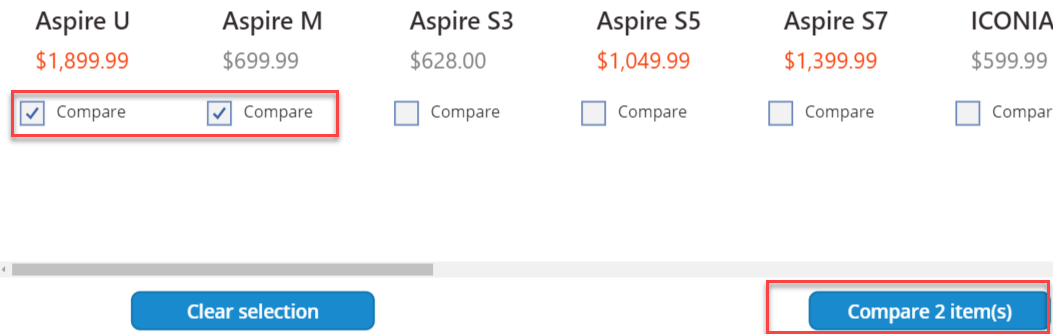 Aspire U Aspire M Aspire S3 Aspire S5 Aspire S7 ICONIA
$1,899.99 $699.99 $628.00 $1,049.99 $1,399.99 $599.99
Compare Compare Compare Compare Compare Compar
Clear selection Compare 2 item(s)